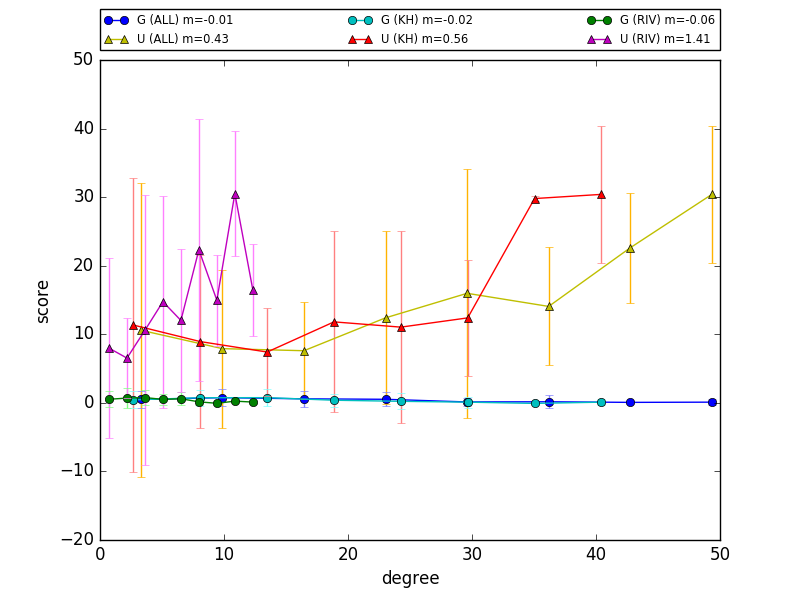 G (ALL) m=-0.01 G (KH) m=-0.02 G (RIV) m=-0.06
U (ALL) m=0.43 U (KH) m=0.56 U (RIV) m=1.41
50
40
30
20
10
0
−10
−20
score
0 10 20 30 40 50
degree